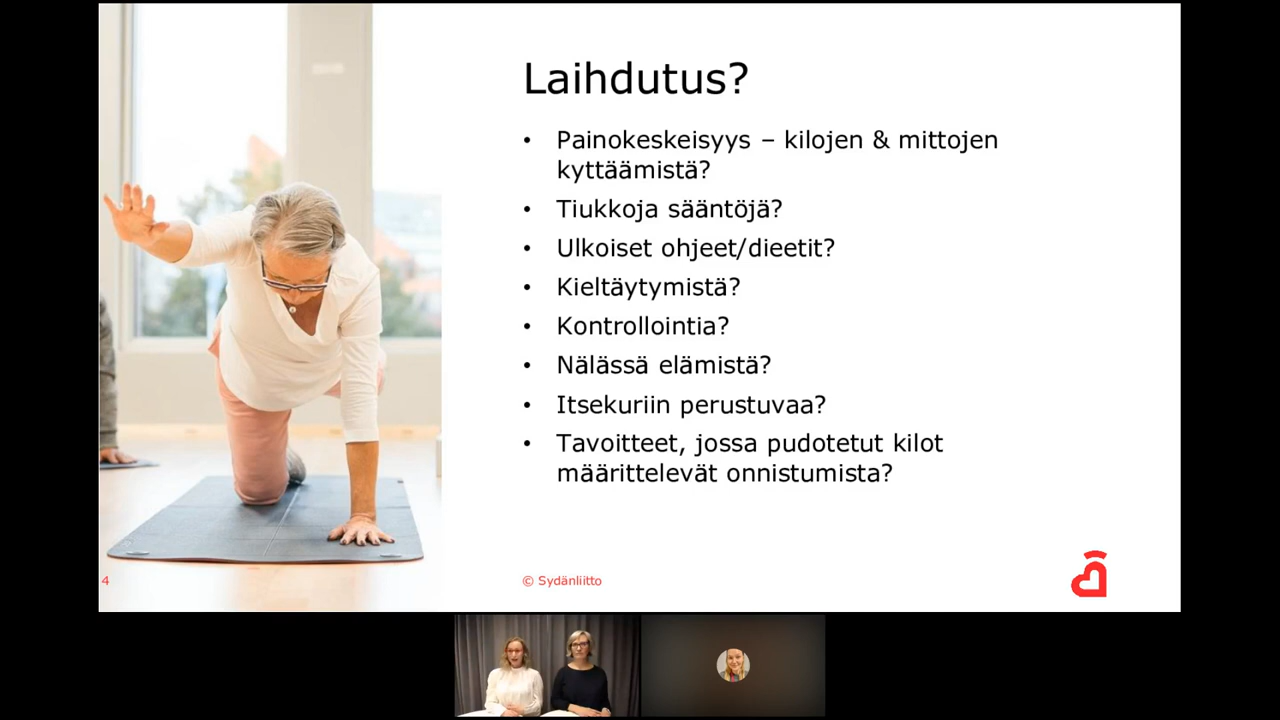 Laihdutus?
• Painokeskeisyys – kilojen & mittojen
kyttäämistä?
• Tiukkoja sääntöjä?
• Ulkoiset ohjeet/dieetit?
• Kieltäytymistä?
• Kontrollointia?
• Nälässä elämistä?
• Itsekuriin perustuvaa?
• Tavoitteet, jossa pudotetut kilot
määrittelevät onnistumista?
4
© Sydänliitto